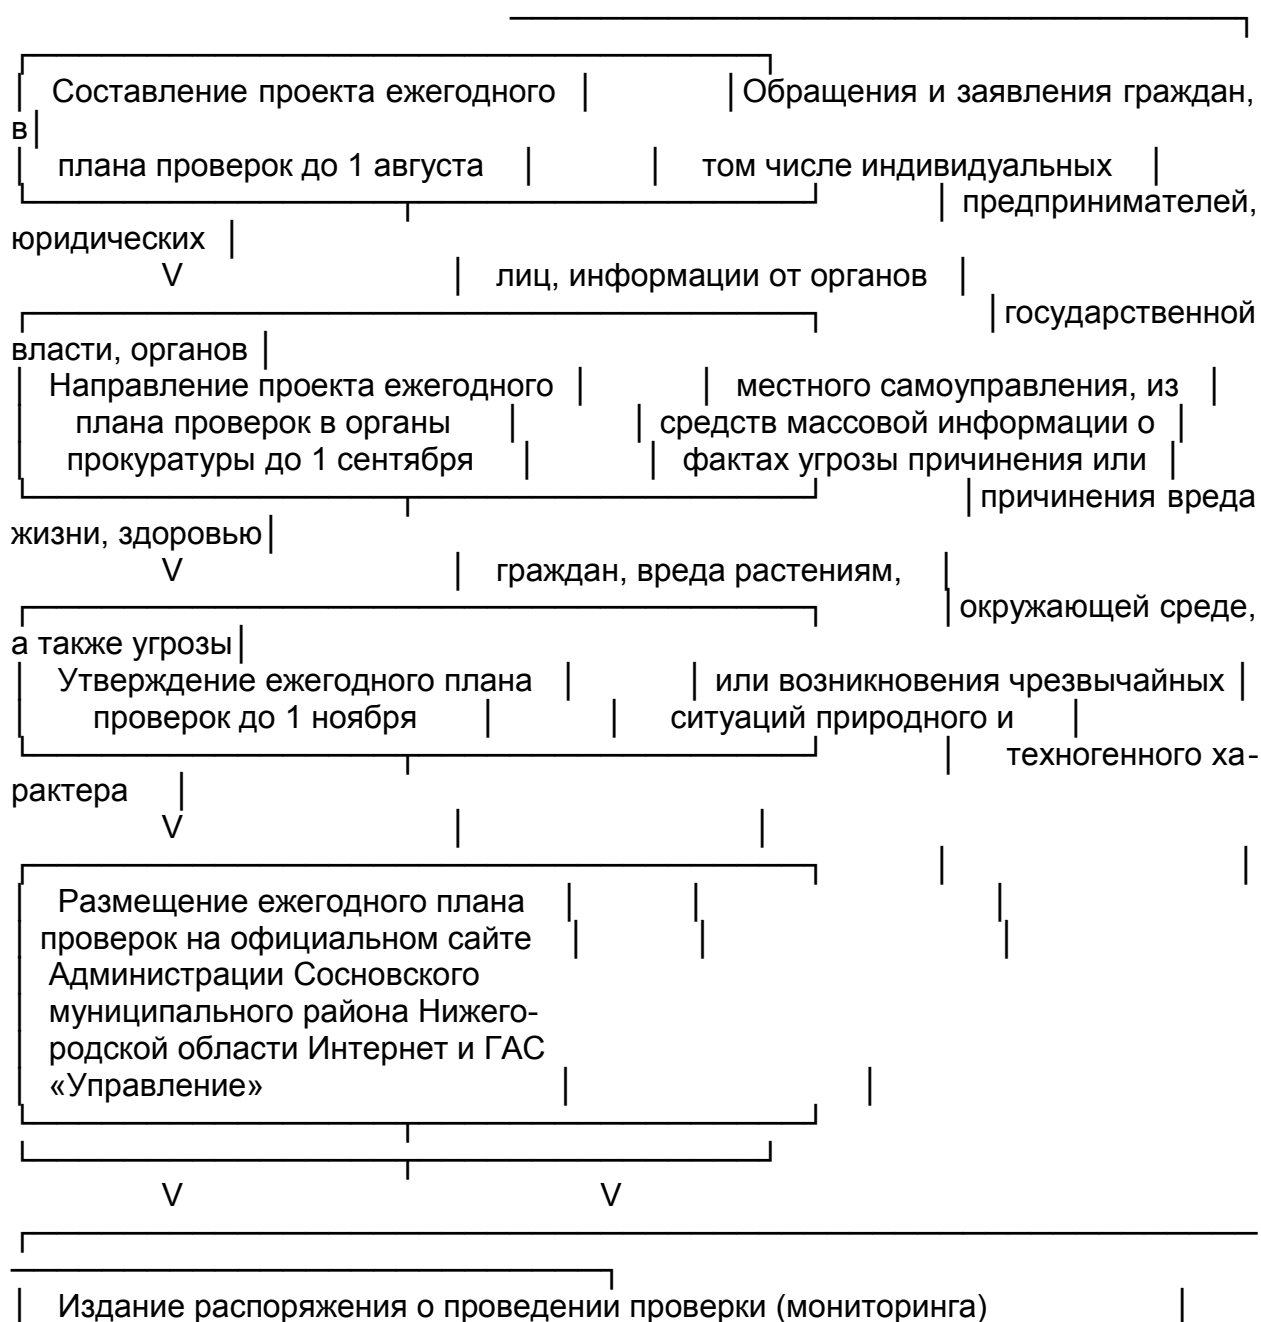 Составление проекта ежегодного Обращения и заявления граждан,
в
плана проверок до 1 августа том числе индивидуальных
предпринимателей,
юридических
V лиц, информации от органов
государственной
власти, органов
Направление проекта ежегодного местного самоуправления, из
плана проверок в органы средств массовой информации о
прокуратуры до 1 сентября фактах угрозы причинения или
причинения вреда
жизни, здоровью
V граждан, вреда растениям,
окружающей среде,
а также угрозы
Утверждение ежегодного плана или возникновения чрезвычайных
проверок до 1 ноября ситуаций природного и
техногенного ха-
рактера
V
Размещение ежегодного плана
проверок на официальном сайте
Администрации Сосновского
муниципального района Нижего-
родской области Интернет и ГАС
«Управление»
V V
Издание распоряжения о проведении проверки (мониторинга)